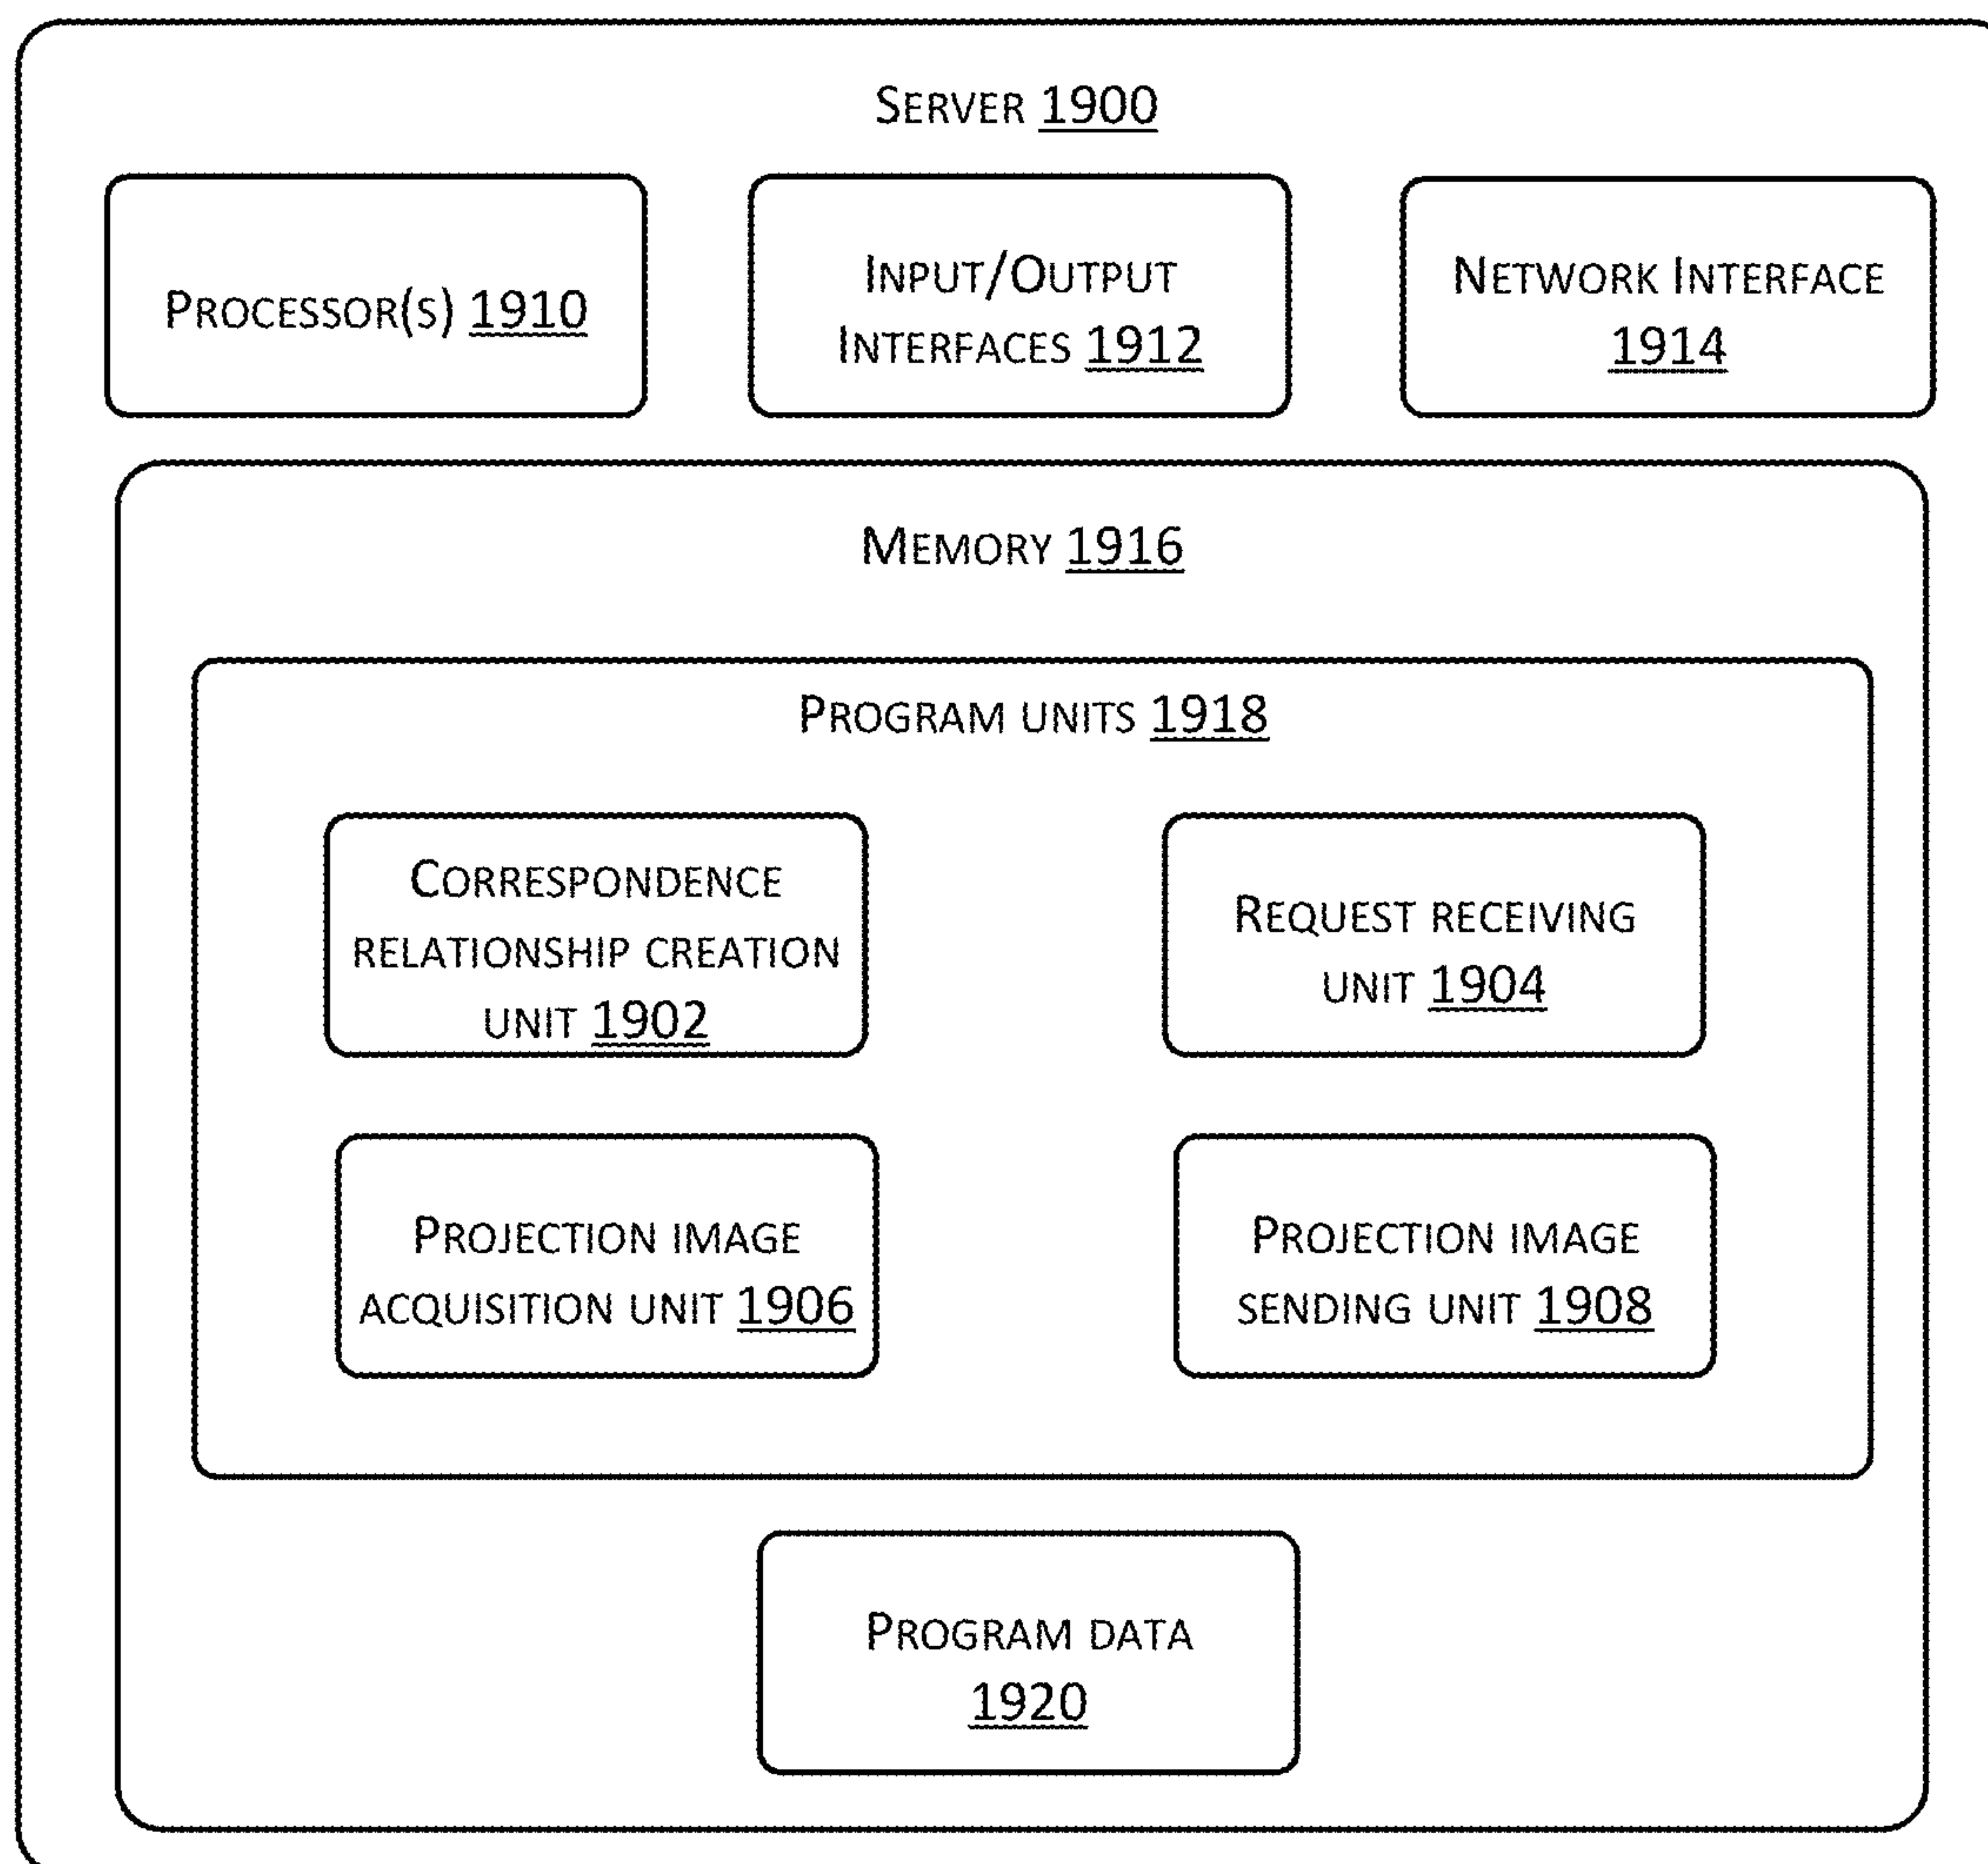 SERVER 1900
PROCESSOR(S) 1910
INPUT/OUTPUT
INTERFACES 1912
NETWORK INTERFACE
1914
MEMORY 1916
PROGRAM UNITS 1918
CORRESPONDENCE
RELATIONSHIP CREATION
UNIT 1902
REQUEST RECEIVING
UNIT 1904
PROJECTION IMAGE
ACQUISITION UNIT 1906
PROJECTION IMAGE
SENDING UNIT 1908
PROGRAM DATA
1920